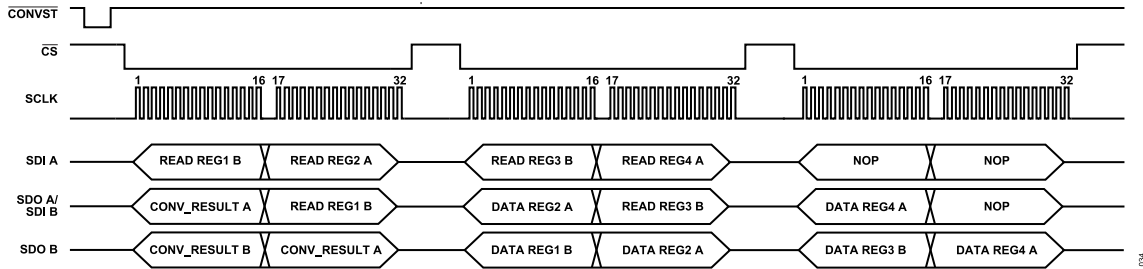 CONVST
CS
1 16 17 32 1 16 17 32 1 16 17 32
SCLK
SDI A READ REG1 B READ REG2 A READ REG3 B READ REG4 A NOP NOP
SDO A/
SDI B CONV_RESULT A READ REG1 B DATA REG2 A READ REG3 B DATA REG4 A NOP
SDO B CONV_RESULT B CONV_RESULT A DATA REG1 B DATA REG2 A DATA REG3 B DATA REG4 A
034